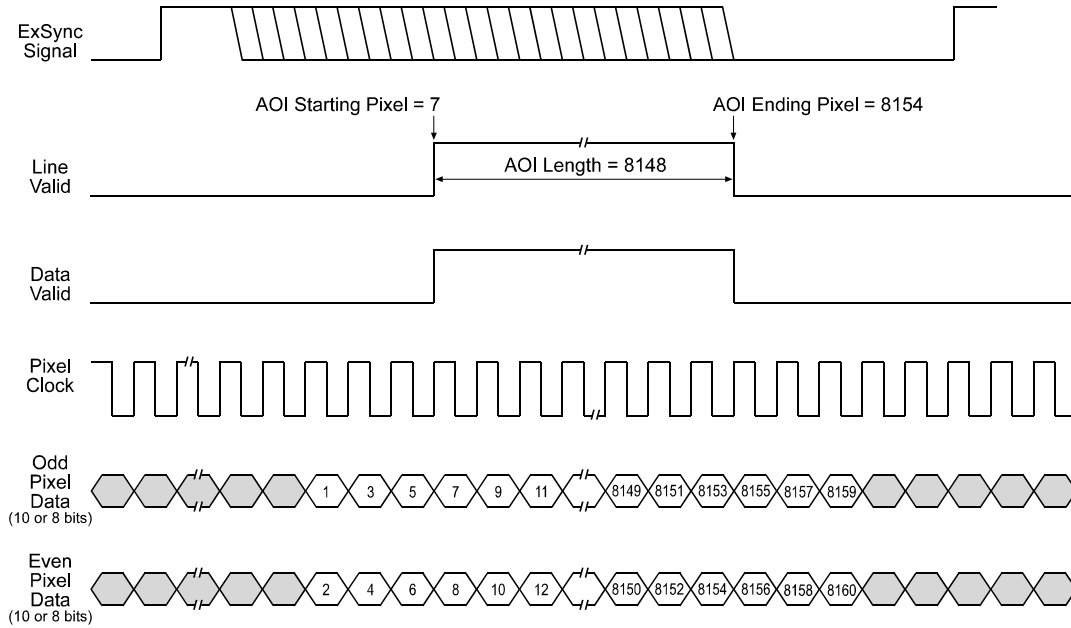 ExSync
Signal
AOI Starting Pixel = 7
AOI Ending Pixel = 8154
Line
Valid
AOI Length = 8148
Data
Valid
Pixel
Clock
Odd
Pixel
Data
(10 or 8 bits)
1 3 5 7 9 11 8149 8151 8153 8155 8157 8159
Even
Pixel
Data
(10 or 8 bits)
2 4 6 8 10 12 8150 8152 8154 8156 8158 8160